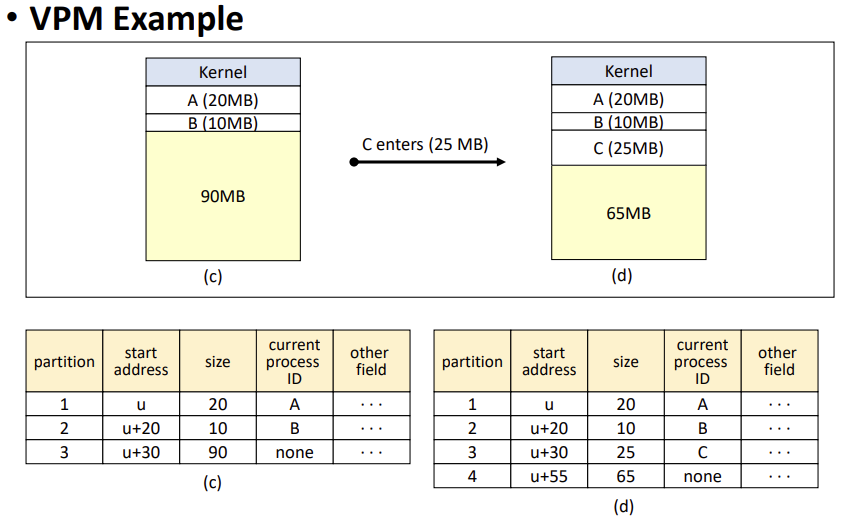 • VPM Example
Kernel
A (20MB)
B (10MB)
90MB
(c)
C enters (25 MB)
Kernel
A (20MB)
B (10MB)
C (25MB)
65MB
(d)
partition start address size current process ID other field
1 u 20 A ···
2 u+20 10 B ···
3 u+30 90 none ···
(c)
partition start address size current process ID other field
1 u 20 A ···
2 u+20 10 B ···
3 u+30 25 C ···
4 u+55 65 none ···
(d)